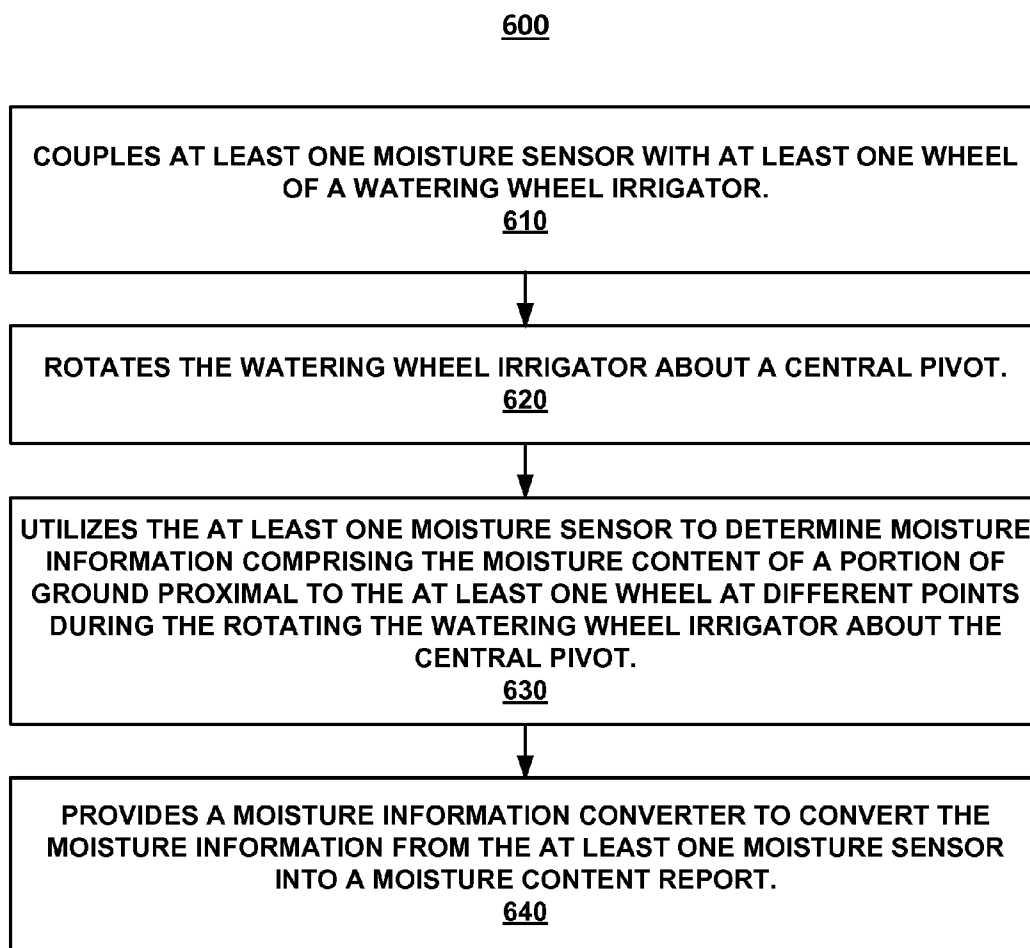 600
COUPLES AT LEAST ONE MOISTURE SENSOR WITH AT LEAST ONE WHEEL
OF A WATERING WHEEL IRRIGATOR.
610
ROTATES THE WATERING WHEEL IRRIGATOR ABOUT A CENTRAL PIVOT.
620
UTILIZES THE AT LEAST ONE MOISTURE SENSOR TO DETERMINE MOISTURE
INFORMATION COMPRISING THE MOISTURE CONTENT OF A PORTION OF
GROUND PROXIMAL TO THE AT LEAST ONE WHEEL AT DIFFERENT POINTS
DURING THE ROTATING THE WATERING WHEEL IRRIGATOR ABOUT THE
CENTRAL PIVOT.
630
PROVIDES A MOISTURE INFORMATION CONVERTER TO CONVERT THE
MOISTURE INFORMATION FROM THE AT LEAST ONE MOISTURE SENSOR
INTO A MOISTURE CONTENT REPORT.
640